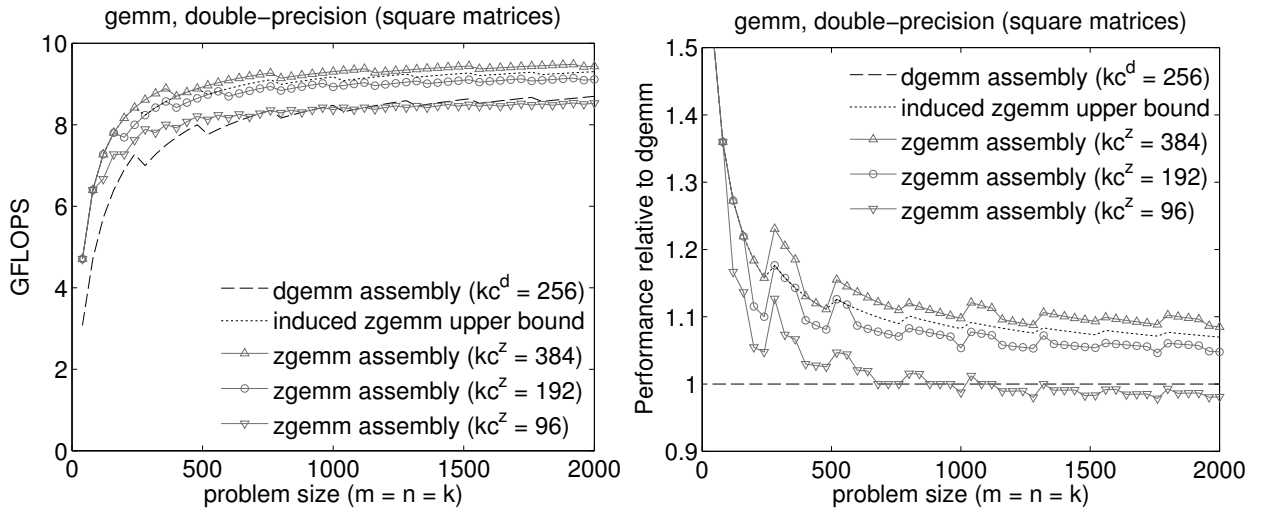 gemm, double−precision (square matrices)
10
8
6
4
2
0
GFLOPS
dgemm assembly (kc^d = 256)
induced zgemm upper bound
zgemm assembly (kc^z = 384)
zgemm assembly (kc^z = 192)
zgemm assembly (kc^z = 96)
0 500 1000 1500 2000
problem size (m = n = k)
gemm, double−precision (square matrices)
1.5
1.4
1.3
1.2
1.1
1
0.9
Performance relative to dgemm
dgemm assembly (kc^d = 256)
induced zgemm upper bound
zgemm assembly (kc^z = 384)
zgemm assembly (kc^z = 192)
zgemm assembly (kc^z = 96)
0 500 1000 1500 2000
problem size (m = n = k)